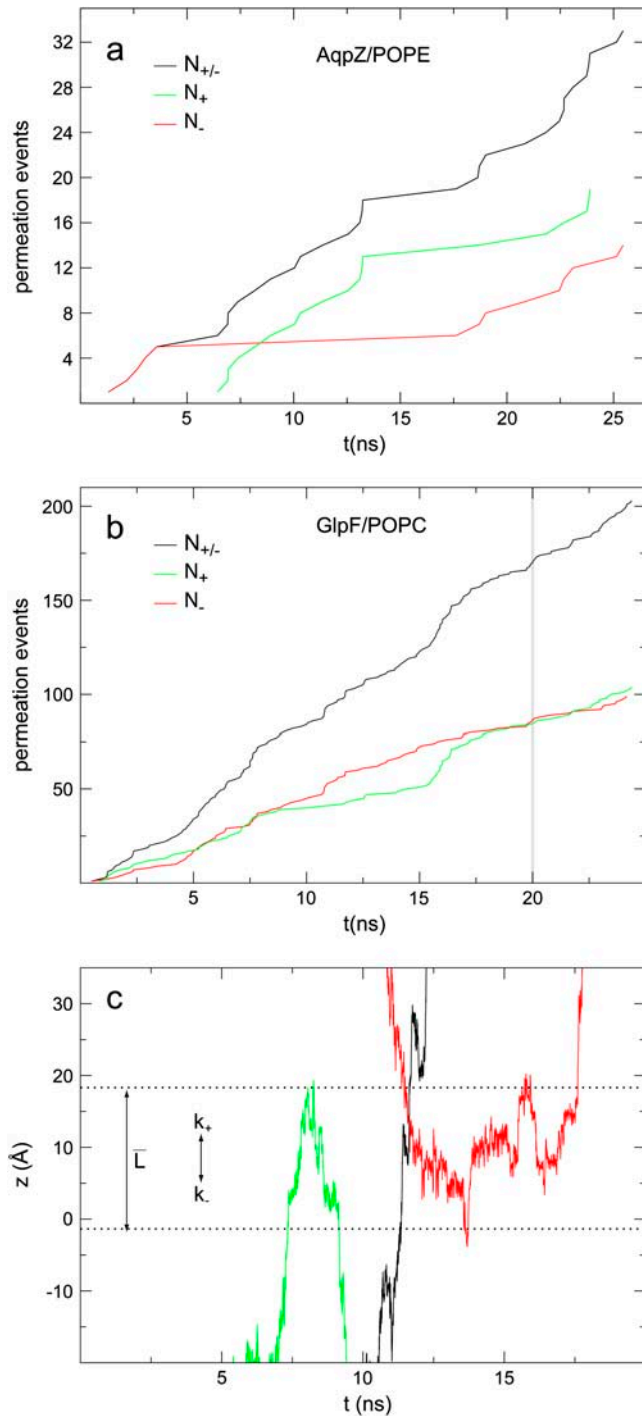 a
AqpZ/POPE
N+/-
N+
N-
permeation events
32
28
24
20
16
12
8
4
5
10
15
20
25
t(ns)
b
GlpF/POPC
N+/-
N+
N-
permeation events
200
150
100
50
5
10
15
20
t(ns)
c
z (Å)
30
20
10
0
-10
L̅
k+
k-
5
10
15
t (ns)